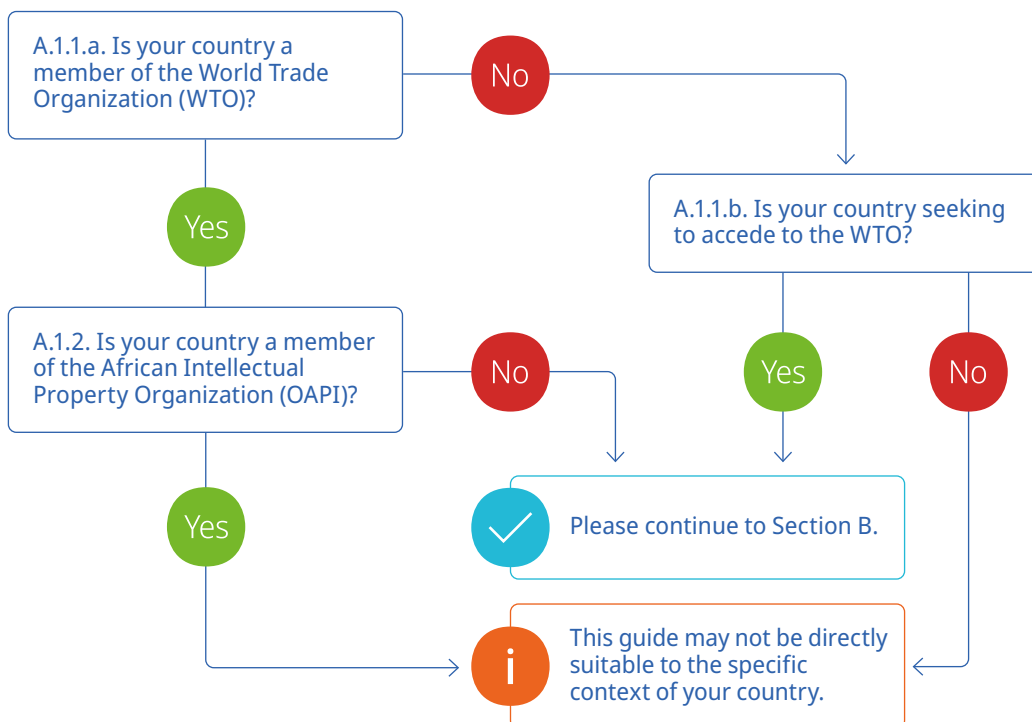 A.1.1.a. Is your country a
member of the World Trade
Organization (WTO)?
No
Yes
A.1.1.b. Is your country seeking
to accede to the WTO?
A.1.2. Is your country a member
of the African Intellectual
Property Organization (OAPI)?
No
Yes
No
Yes
Please continue to Section B.
i
This guide may not be directly
suitable to the specific
context of your country.